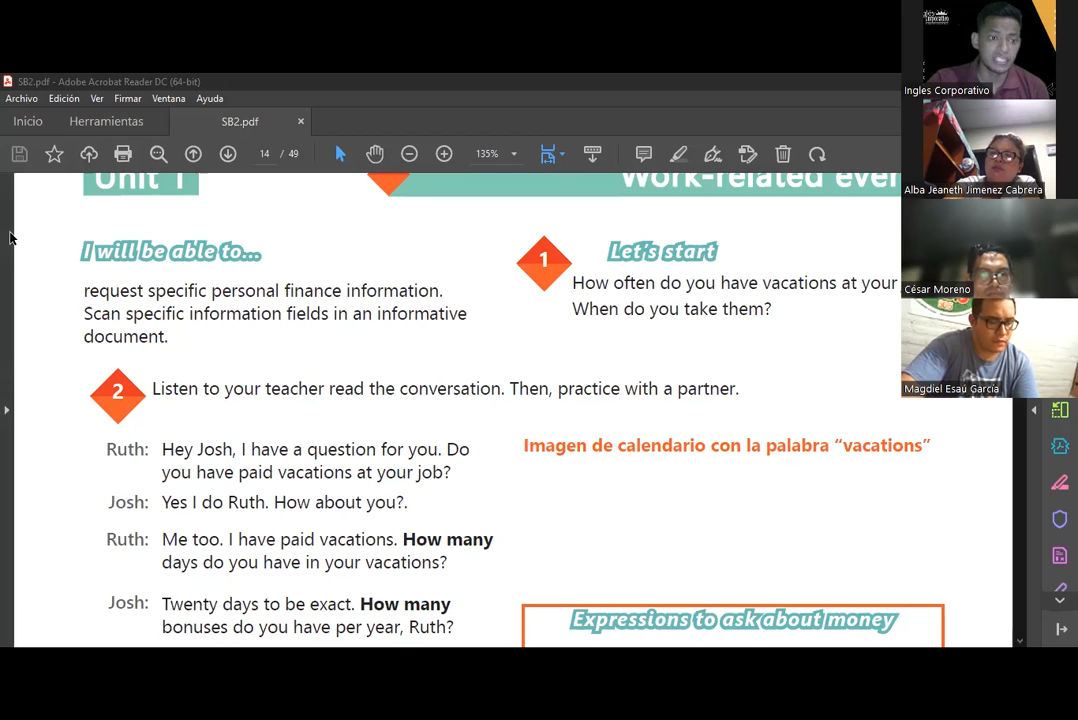 SB2.pdf - Adobe Acrobat Reader DC (64-bit)
Archivo Edición Ver Firmar Ventana Ayuda
Inicio Herramientas SB2.pdf ×
14 / 49 135%
Unit 1 Work-related ever
I will be able to...
request specific personal finance information.
Scan specific information fields in an informative
document.
1 Let's start
How often do you have vacations at your
When do you take them?
2 Listen to your teacher read the conversation. Then, practice with a partner.
Ruth: Hey Josh, I have a question for you. Do
you have paid vacations at your job?
Josh: Yes I do Ruth. How about you?.
Ruth: Me too. I have paid vacations. How many
days do you have in your vacations?
Josh: Twenty days to be exact. How many
bonuses do you have per year, Ruth?
Imagen de calendario con la palabra “vacations”
Expressions to ask about money
Ingles Corporativo
Alba Jeaneth Jimenez Cabrera
César Moreno
Magdiel Esaú García